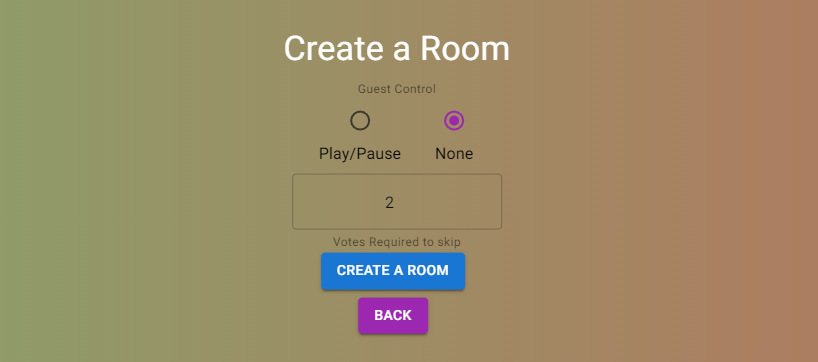 Create a Room
Guest Control
Play/Pause None
2
Votes Required to skip
CREATE A ROOM
BACK